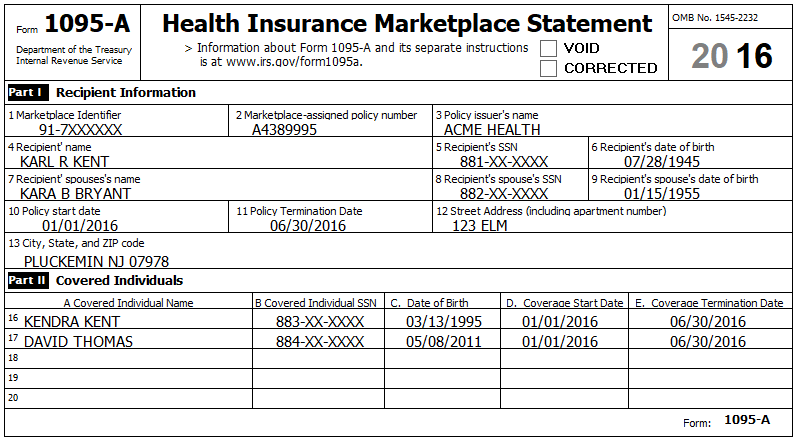 Form 1095-A
Department of the Treasury
Internal Revenue Service
Health Insurance Marketplace Statement
> Information about Form 1095-A and its separate instructions
is at www.irs.gov/form1095a.
VOID
CORRECTED
OMB No. 1545-2232
2016
Part I Recipient Information
1 Marketplace Identifier 2 Marketplace-assigned policy number 3 Policy issuer's name
91-7XXXXXX A4389995 ACME HEALTH
4 Recipient' name 5 Recipient's SSN 6 Recipient's date of birth
KARL R KENT 881-XX-XXXX 07/28/1945
7 Recipient' spouses's name 8 Recipient's spouse's SSN 9 Recipient's spouse's date of birth
KARA B BRYANT 882-XX-XXXX 01/15/1955
10 Policy start date 11 Policy Termination Date 12 Street Address (including apartment number)
01/01/2016 06/30/2016 123 ELM
13 City, State, and ZIP code
PLUCKEMIN NJ 07978
Part II Covered Individuals
A Covered Individual Name B Covered Individual SSN C. Date of Birth D. Coverage Start Date E. Coverage Termination Date
16 KENDRA KENT 883-XX-XXXX 03/13/1995 01/01/2016 06/30/2016
17 DAVID THOMAS 884-XX-XXXX 05/08/2011 01/01/2016 06/30/2016
18
19
20
Form: 1095-A